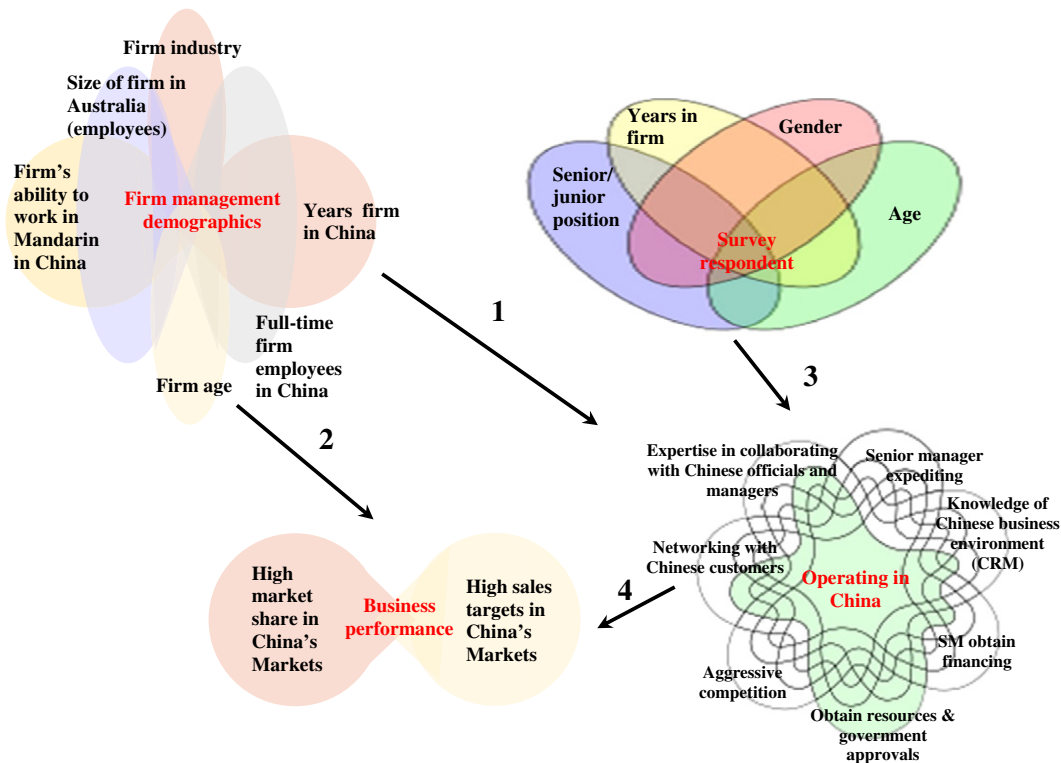 Firm industry
Size of firm in
Australia
(employees)
Firm's
ability to
work in
Mandarin
in China
Firm management
demographics
Years firm
in China
Full-time
firm
employees
in China
Firm age
Years in
firm
Gender
Senior/
junior
position
Age
Survey
respondent
1
2
3
4
High
market
share in
China's
Markets
Business
performance
High sales
targets in
China's
Markets
Expertise in collaborating
with Chinese officials and
managers
Senior manager
expediting
Knowledge of
Chinese business
environment
(CRM)
Networking with
Chinese customers
Operating in
China
SM obtain
financing
Aggressive
competition
Obtain resources &
government
approvals